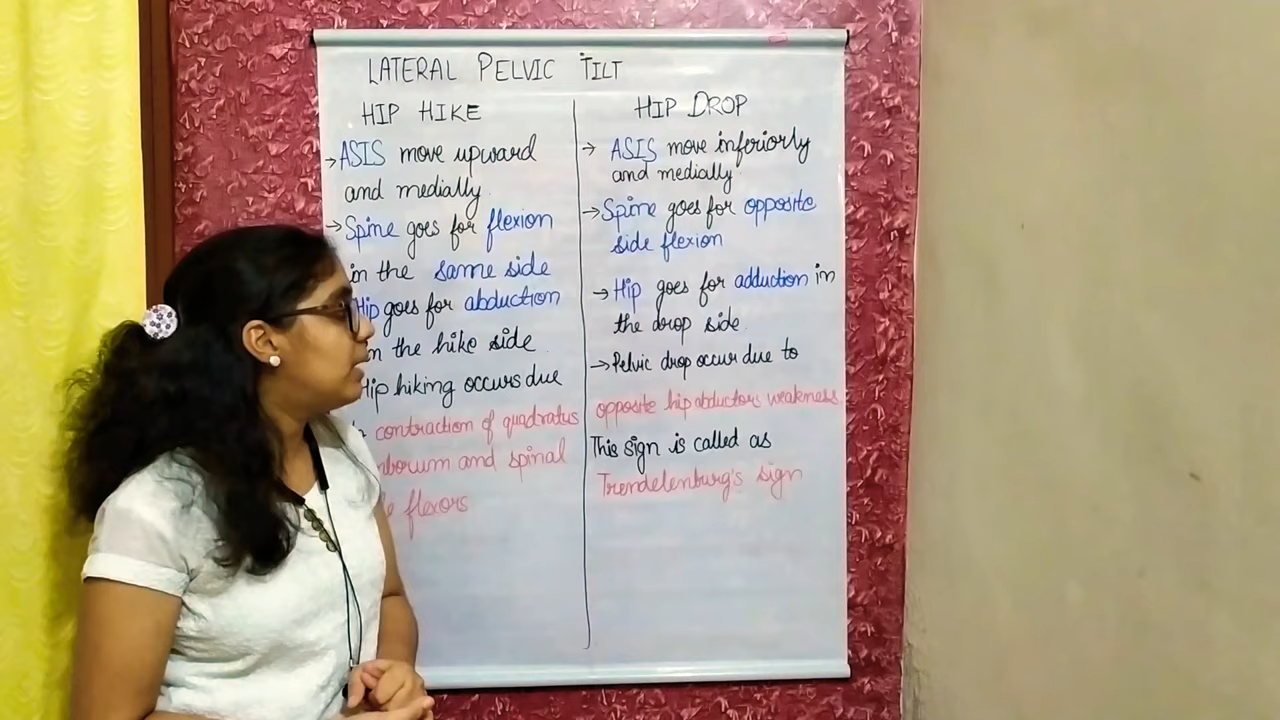 LATERAL PELVIC TILT
HIP HIKE
→ ASIS move upward
and medially.
→ Spine goes for flexion
in the same side
Hip goes for abduction
the hike side
Hip hiking occurs due
contraction of quadratus
and spinal
flexors
HIP DROP
→ ASIS move inferiorly
and medially.
→ Spine goes for opposite
side flexion
→ Hip goes for adduction in
the drop side.
→ Pelvic drop occur due to
opposite hip abductors weakness
This sign is called as
Trendelenburg's sign